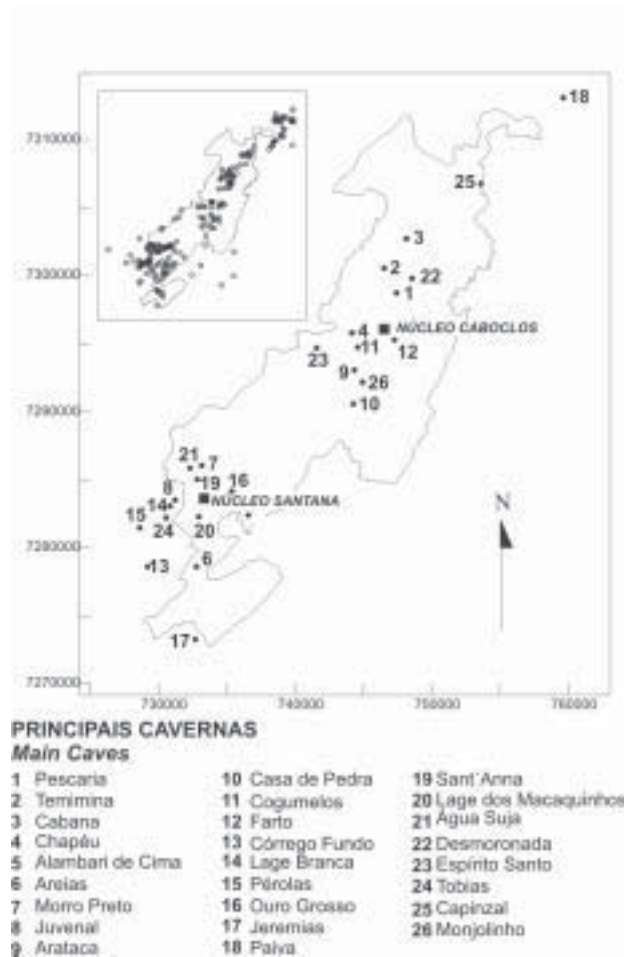 18
7310000
25
3
2
22
7300000
1
4
NÚCLEO CABOCLOS
11
12
23
9
26
10
7290000
21
7
19
16
8
NÚCLEO SANTANA
14
15
24
20
7280000
13
6
N
17
7270000
730000 740000 750000 760000
PRINCIPAIS CAVERNAS
Main Caves
1 Pescaria
2 Temimina
3 Cabana
4 Chapéu
5 Alambari de Cima
6 Areias
7 Morro Preto
8 Juvenal
9 Arataca
10 Casa de Pedra
11 Cogumelos
12 Farto
13 Córrego Fundo
14 Lage Branca
15 Pérolas
16 Ouro Grosso
17 Jeremias
18 Paiva
19 Sant´Anna
20 Lage dos Macaquinhos
21 Água Suja
22 Desmoronada
23 Espírito Santo
24 Tobias
25 Capinzal
26 Monjolinho